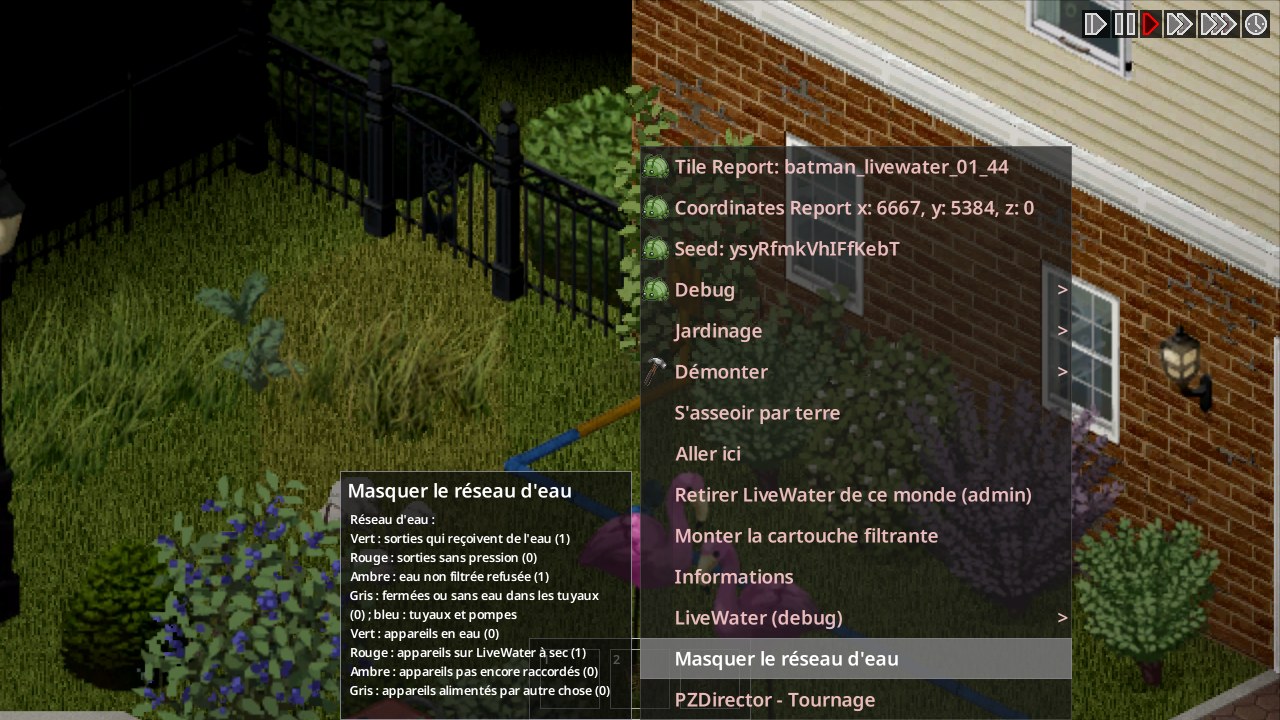 Tile Report: batman_livewater_01_44
Coordinates Report x: 6667, y: 5384, z: 0
Seed: ysyRfmkVhIFfKebT
Debug >
Jardinage >
Démonter >
S'asseoir par terre
Aller ici
Retirer LiveWater de ce monde (admin)
Monter la cartouche filtrante
Informations
LiveWater (debug) >
Masquer le réseau d'eau
PZDirector - Tournage
Masquer le réseau d'eau
Réseau d'eau :
Vert : sorties qui reçoivent de l'eau (1)
Rouge : sorties sans pression (0)
Ambre : eau non filtrée refusée (1)
Gris : fermées ou sans eau dans les tuyaux
(0) ; bleu : tuyaux et pompes
Vert : appareils en eau (0)
Rouge : appareils sur LiveWater à sec (1)
Ambre : appareils pas encore raccordés (0)
Gris : appareils alimentés par autre chose (0)
1
2